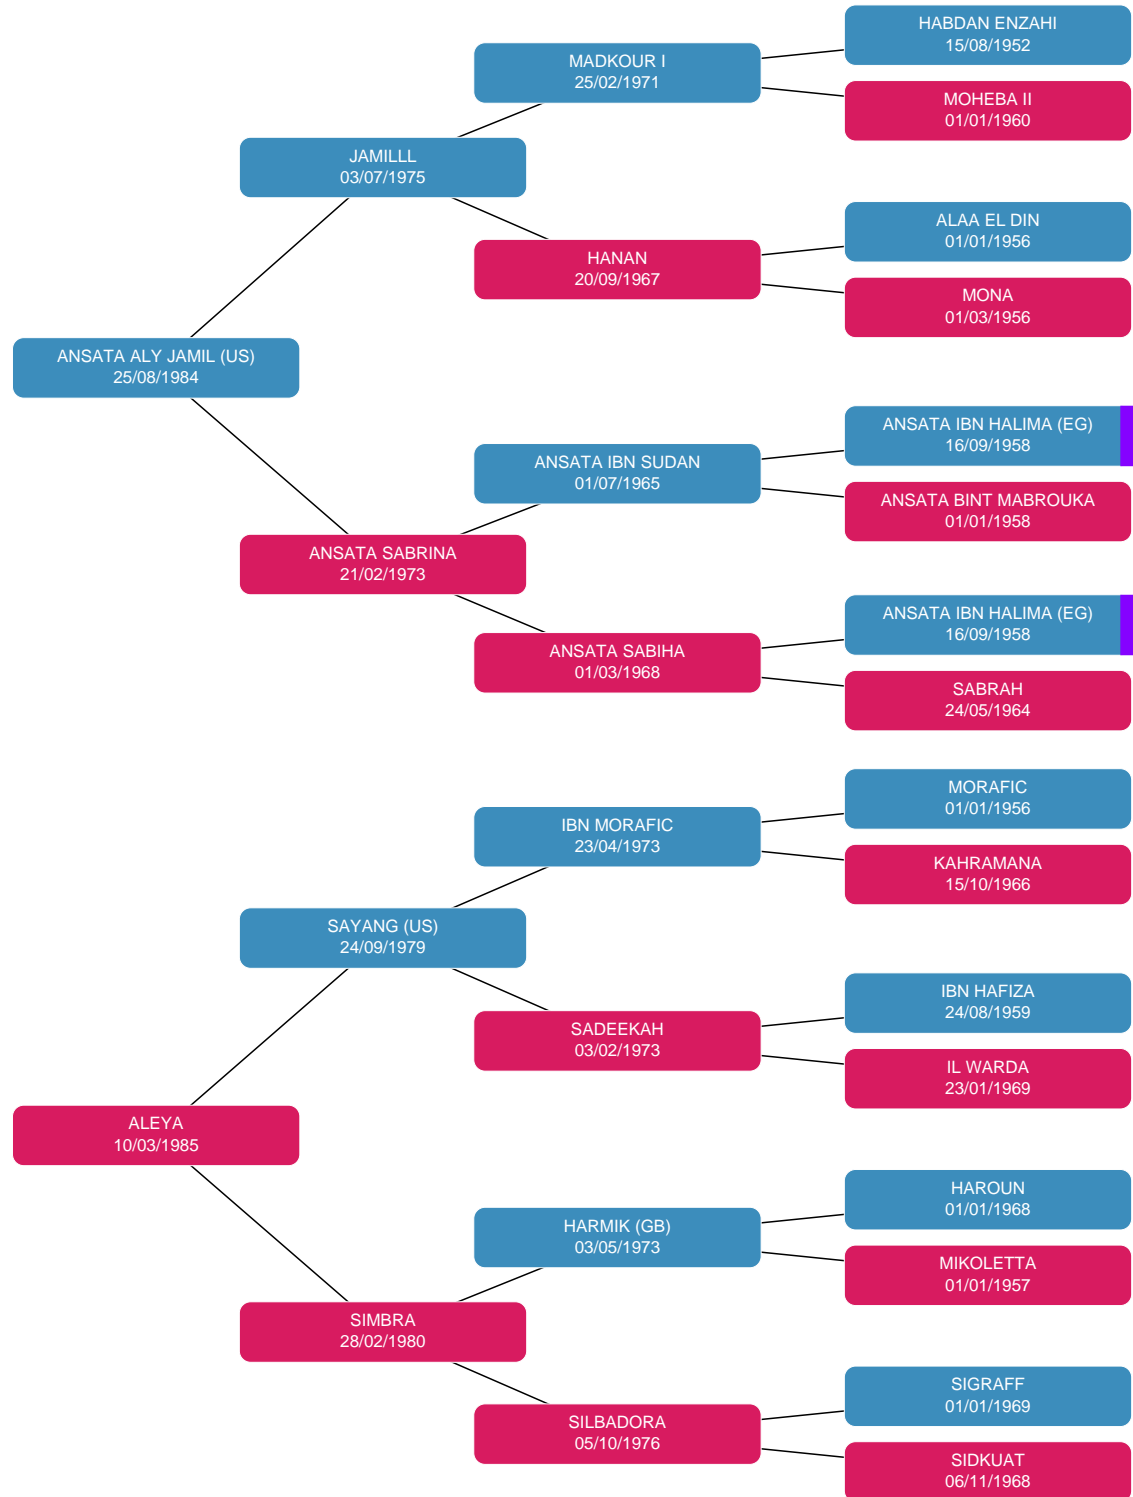 HABDAN ENZAHI
15/08/1952
MADKOUR I
25/02/1971
MOHEBA II
01/01/1960
JAMILLL
03/07/1975
ALAA EL DIN
01/01/1956
HANAN
20/09/1967
MONA
01/03/1956
ANSATA ALY JAMIL (US)
25/08/1984
ANSATA IBN HALIMA (EG)
16/09/1958
ANSATA IBN SUDAN
01/07/1965
ANSATA BINT MABROUKA
01/01/1958
ANSATA SABRINA
21/02/1973
ANSATA IBN HALIMA (EG)
16/09/1958
ANSATA SABIHA
01/03/1968
SABRAH
24/05/1964
MORAFIC
01/01/1956
IBN MORAFIC
23/04/1973
KAHRAMANA
15/10/1966
SAYANG (US)
24/09/1979
IBN HAFIZA
24/08/1959
SADEEKAH
03/02/1973
IL WARDA
23/01/1969
ALEYA
10/03/1985
HAROUN
01/01/1968
HARMIK (GB)
03/05/1973
MIKOLETTA
01/01/1957
SIMBRA
28/02/1980
SIGRAFF
01/01/1969
SILBADORA
05/10/1976
SIDKUAT
06/11/1968